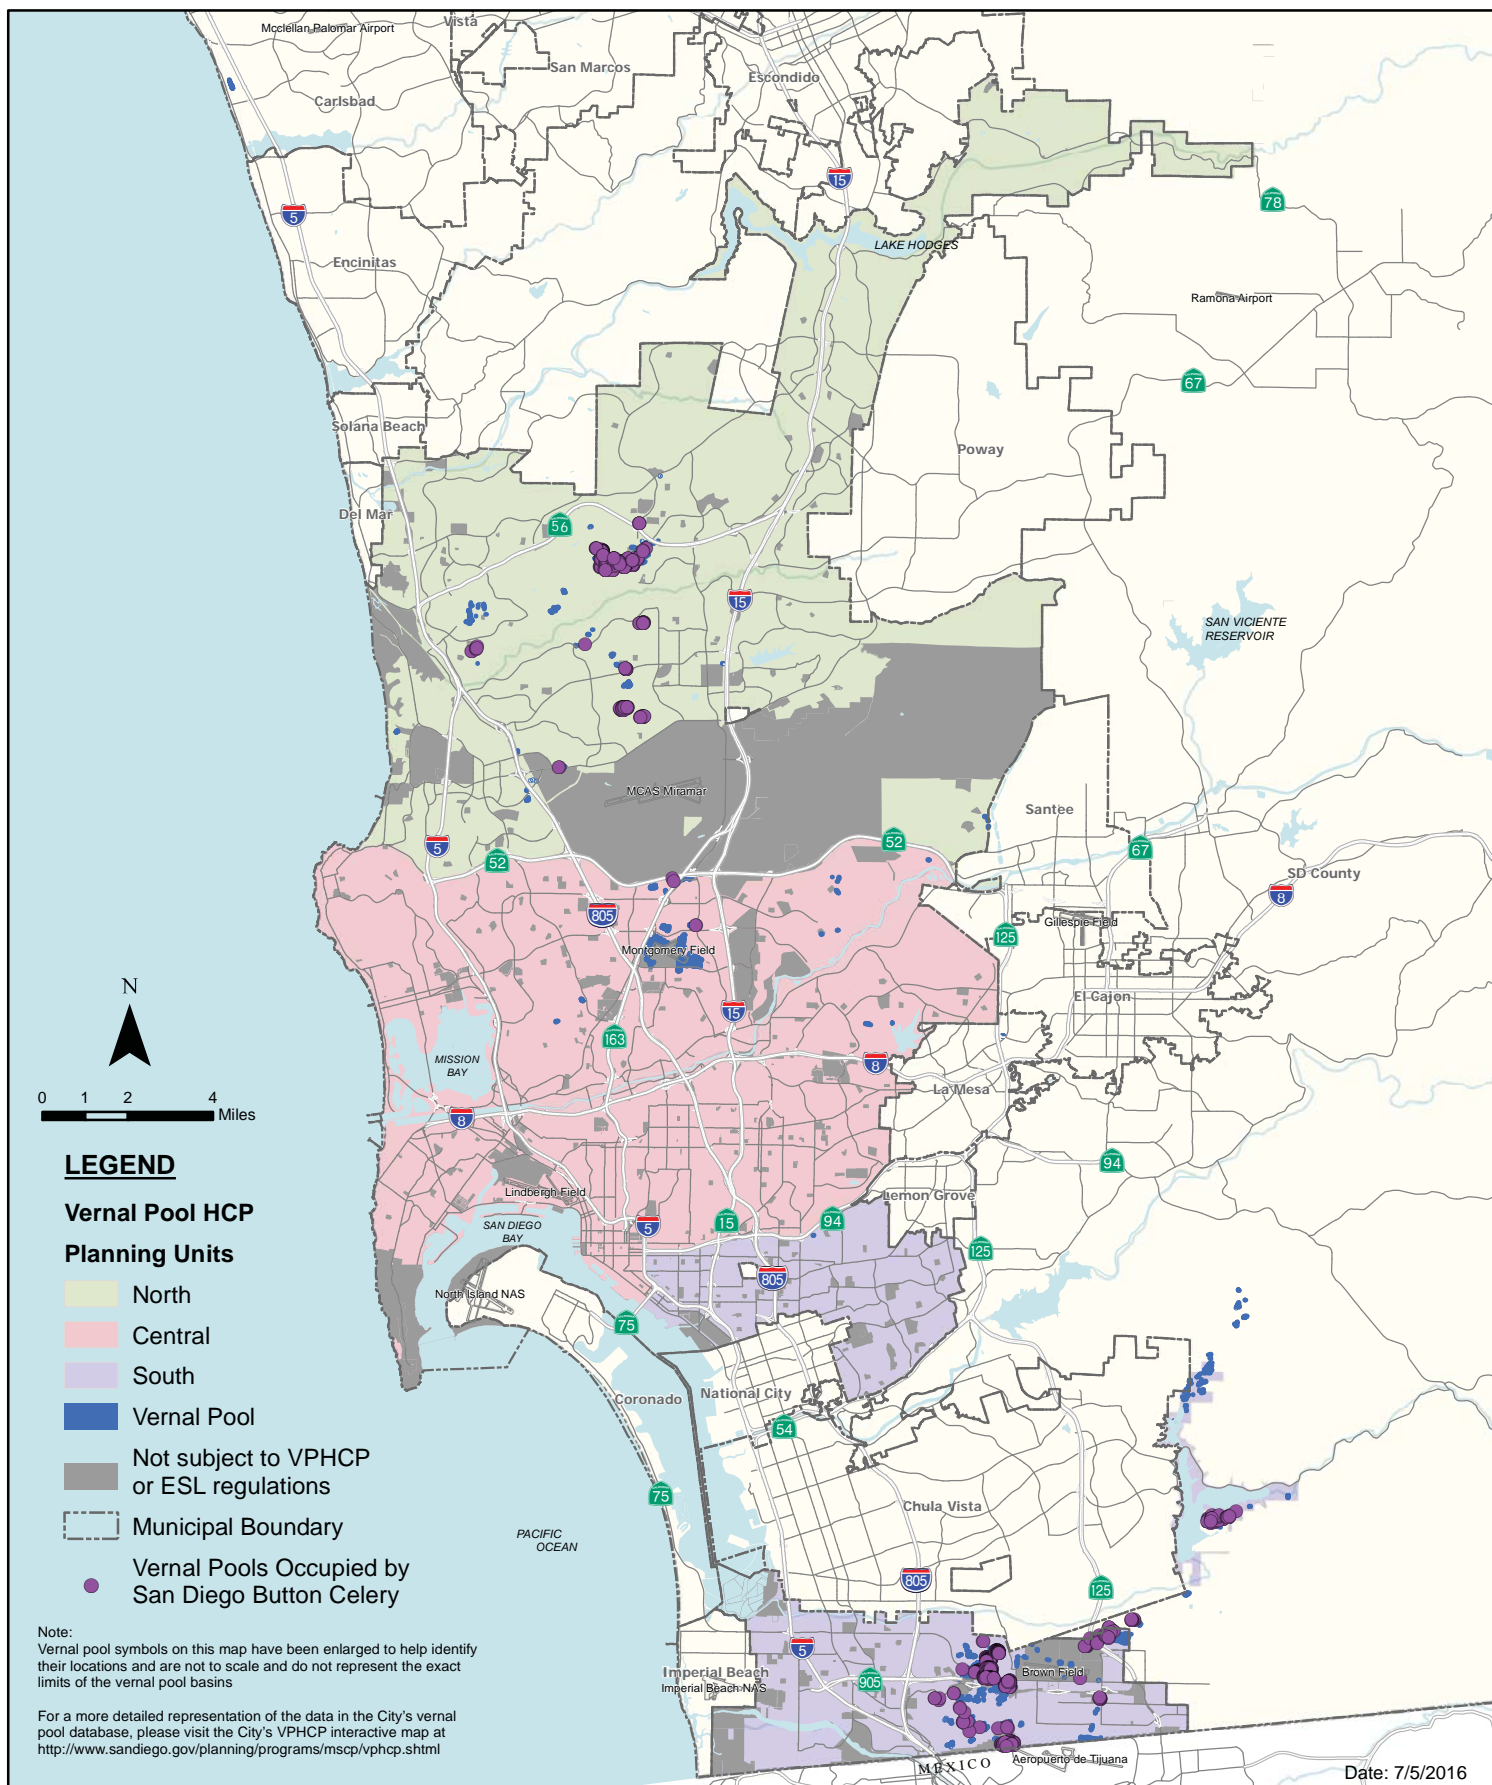 Mcclellan-Palomar Airport
Vista
San Marcos
Escondido
Carlsbad
15
5
78
LAKE HODGES
Encinitas
Ramona Airport
67
Solana Beach
Poway
Del Mar
56
15
SAN VICIENTE
RESERVOIR
MCAS Miramar
Santee
5
52
52
67
SD County
8
805
125
Gillespie Field
Montgomery Field
N
El Cajon
15
163
MISSION
BAY
8
La Mesa
0 1 2 4
Miles
8
94
LEGEND
Vernal Pool HCP
Planning Units
North
Central
South
Vernal Pool
Not subject to VPHCP
or ESL regulations
Municipal Boundary
Vernal Pools Occupied by
San Diego Button Celery
Lindbergh Field
Lemon Grove
SAN DIEGO
BAY
5
15
94
125
805
North Island NAS
75
Coronado
National City
54
75
Chula Vista
PACIFIC
OCEAN
805
125
5
Imperial Beach
Imperial Beach NAS
905
Brown Field
Note:
Vernal pool symbols on this map have been enlarged to help identify
their locations and are not to scale and do not represent the exact
limits of the vernal pool basins
For a more detailed representation of the data in the City's vernal
pool database, please visit the City's VPHCP interactive map at
http://www.sandiego.gov/planning/programs/mscp/vphcp.shtml
MEXICO
Aeropuerto de Tijuana
Date: 7/5/2016